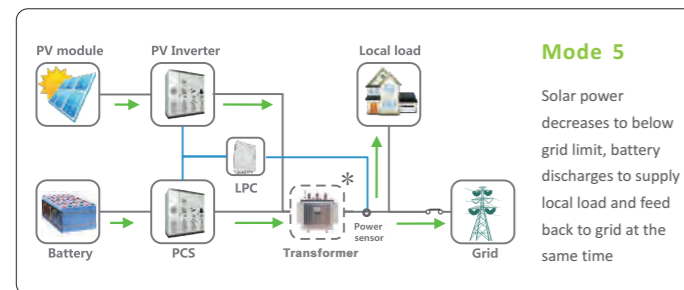 PV module
PV Inverter
Local load
Mode 5
Solar power
decreases to below
grid limit, battery
discharges to supply
local load and feed
back to grid at the
same time
LPC
*
Power
sensor
Battery
PCS
Transformer
Grid